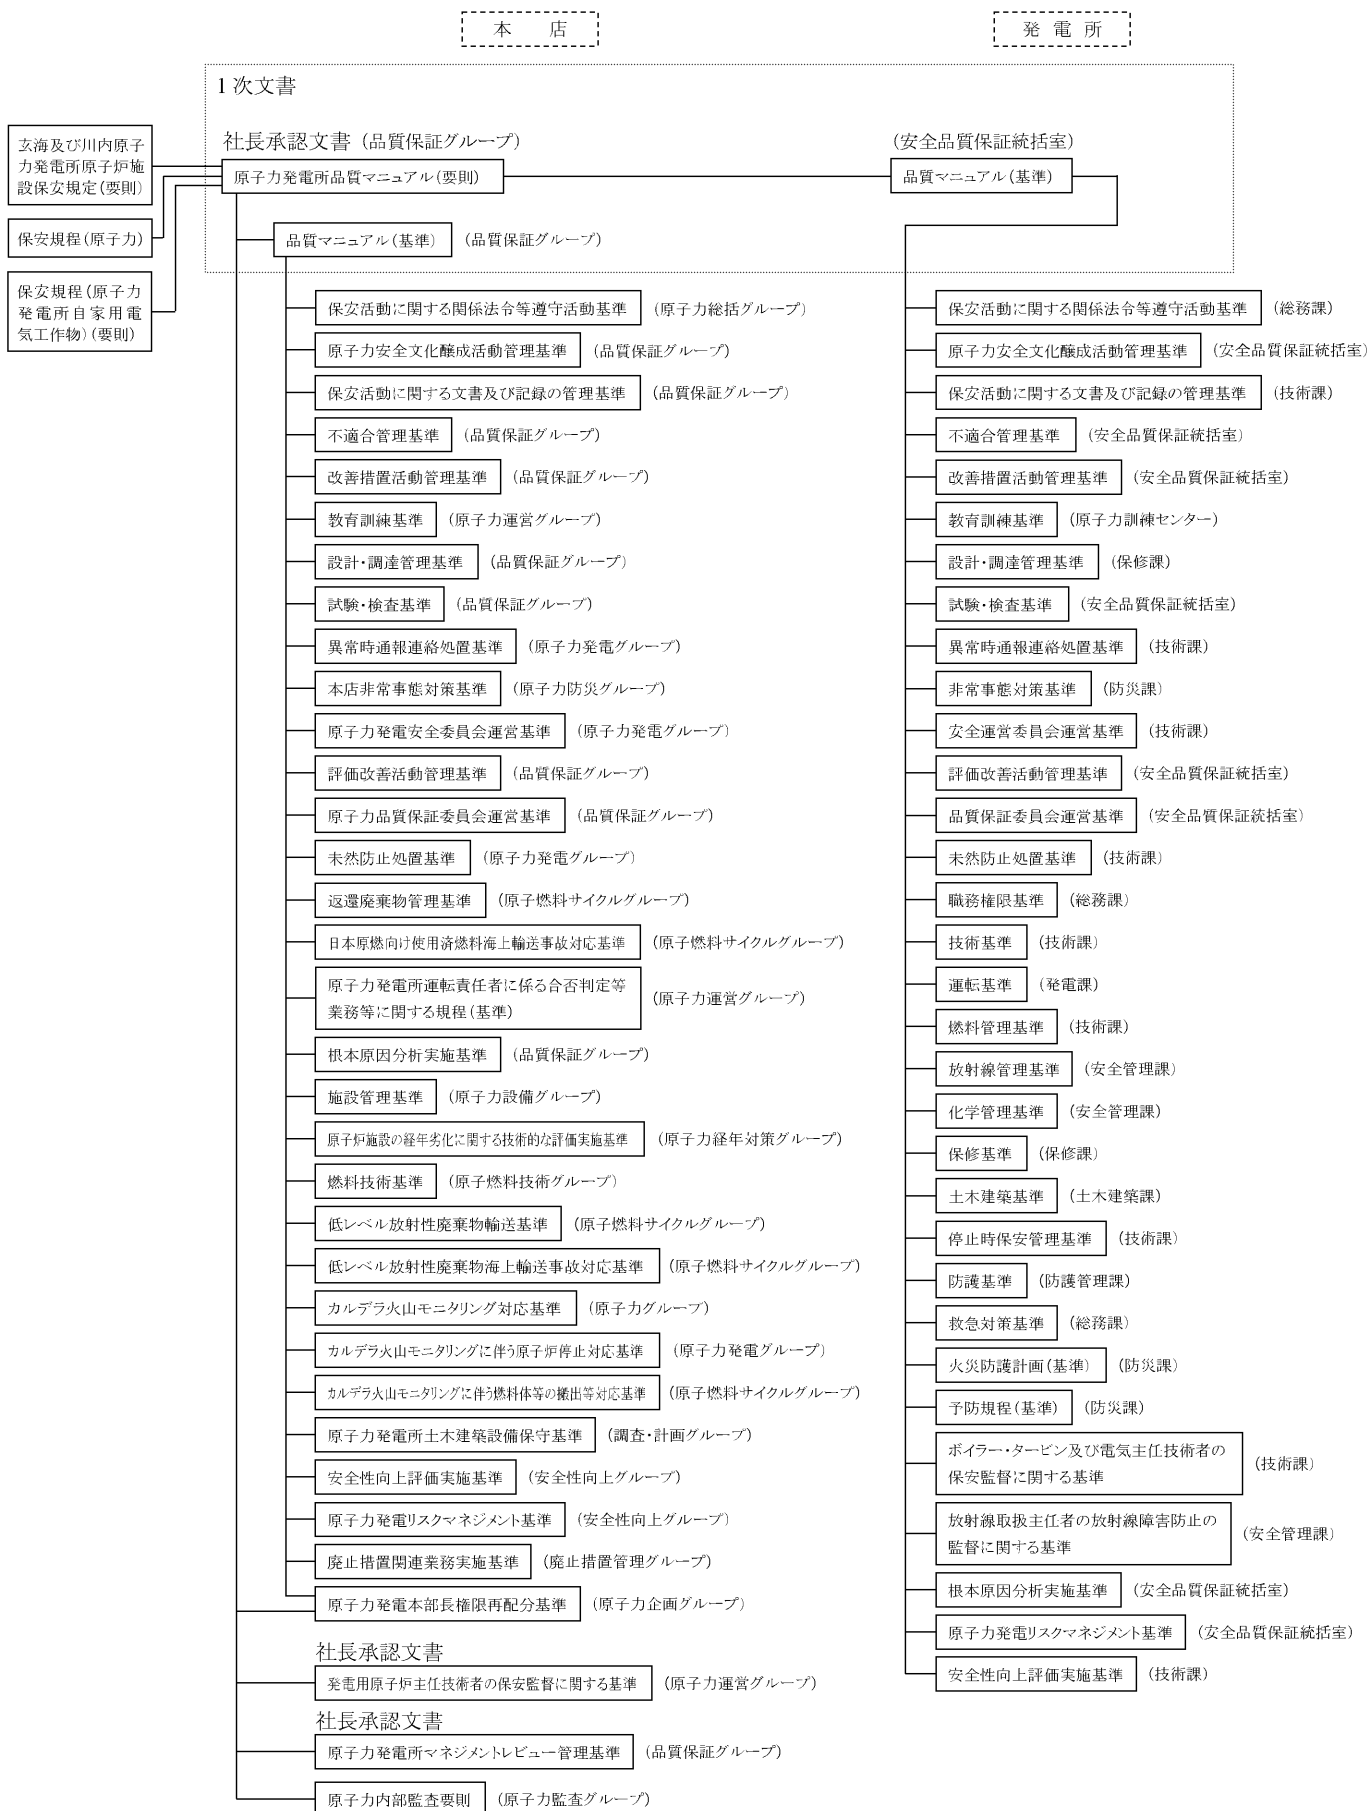 本　店
発 電 所
1 次文書
玄海及び川内原子
力発電所原子炉施
設保安規定(要則)
保安規程(原子力)
保安規程(原子力
発電所自家用電
気工作物)(要則)
社長承認文書 (品質保証グループ)
原子力発電所品質マニュアル(要則)
(安全品質保証統括室)
品質マニュアル(基準)
品質マニュアル(基準) (品質保証グループ)
保安活動に関する関係法令等遵守活動基準 (原子力総括グループ)
原子力安全文化醸成活動管理基準 (品質保証グループ)
保安活動に関する文書及び記録の管理基準 (品質保証グループ)
不適合管理基準 (品質保証グループ)
改善措置活動管理基準 (品質保証グループ)
教育訓練基準 (原子力運営グループ)
設計・調達管理基準 (品質保証グループ)
試験・検査基準 (品質保証グループ)
異常時通報連絡処置基準 (原子力発電グループ)
本店非常事態対策基準 (原子力防災グループ)
原子力発電安全委員会運営基準 (原子力発電グループ)
評価改善活動管理基準 (品質保証グループ)
原子力品質保証委員会運営基準 (品質保証グループ)
未然防止処置基準 (原子力発電グループ)
返還廃棄物管理基準 (原子燃料サイクルグループ)
日本原燃向け使用済燃料海上輸送事故対応基準 (原子燃料サイクルグループ)
原子力発電所運転責任者に係る合否判定等
業務等に関する規程(基準)
(原子力運営グループ)
根本原因分析実施基準 (品質保証グループ)
施設管理基準 (原子力設備グループ)
原子炉施設の経年劣化に関する技術的な評価実施基準 (原子力経年対策グループ)
燃料技術基準 (原子燃料技術グループ)
低レベル放射性廃棄物輸送基準 (原子燃料サイクルグループ)
低レベル放射性廃棄物海上輸送事故対応基準 (原子燃料サイクルグループ)
カルデラ火山モニタリング対応基準 (原子力グループ)
カルデラ火山モニタリングに伴う原子炉停止対応基準 (原子力発電グループ)
カルデラ火山モニタリングに伴う燃料体等の搬出等対応基準 (原子燃料サイクルグループ)
原子力発電所土木建築設備保守基準 (調査・計画グループ)
安全性向上評価実施基準 (安全性向上グループ)
原子力発電リスクマネジメント基準 (安全性向上グループ)
廃止措置関連業務実施基準 (廃止措置管理グループ)
原子力発電本部長権限再配分基準 (原子力企画グループ)
社長承認文書
発電用原子炉主任技術者の保安監督に関する基準 (原子力運営グループ)
社長承認文書
原子力発電所マネジメントレビュー管理基準 (品質保証グループ)
原子力内部監査要則 (原子力監査グループ)
保安活動に関する関係法令等遵守活動基準 (総務課)
原子力安全文化醸成活動管理基準 (安全品質保証統括室)
保安活動に関する文書及び記録の管理基準 (技術課)
不適合管理基準 (安全品質保証統括室)
改善措置活動管理基準 (安全品質保証統括室)
教育訓練基準 (原子力訓練センター)
設計・調達管理基準 (保修課)
試験・検査基準 (安全品質保証統括室)
異常時通報連絡処置基準 (技術課)
非常事態対策基準 (防災課)
安全運営委員会運営基準 (技術課)
評価改善活動管理基準 (安全品質保証統括室)
品質保証委員会運営基準 (安全品質保証統括室)
未然防止処置基準 (技術課)
職務権限基準 (総務課)
技術基準 (技術課)
運転基準 (発電課)
燃料管理基準 (技術課)
放射線管理基準 (安全管理課)
化学管理基準 (安全管理課)
保修基準 (保修課)
土木建築基準 (土木建築課)
停止時保安管理基準 (技術課)
防護基準 (防護管理課)
救急対策基準 (総務課)
火災防護計画(基準) (防災課)
予防規程(基準) (防災課)
ボイラー・タービン及び電気主任技術者の
保安監督に関する基準
(技術課)
放射線取扱主任者の放射線障害防止の
監督に関する基準
(安全管理課)
根本原因分析実施基準 (安全品質保証統括室)
原子力発電リスクマネジメント基準 (安全品質保証統括室)
安全性向上評価実施基準 (技術課)